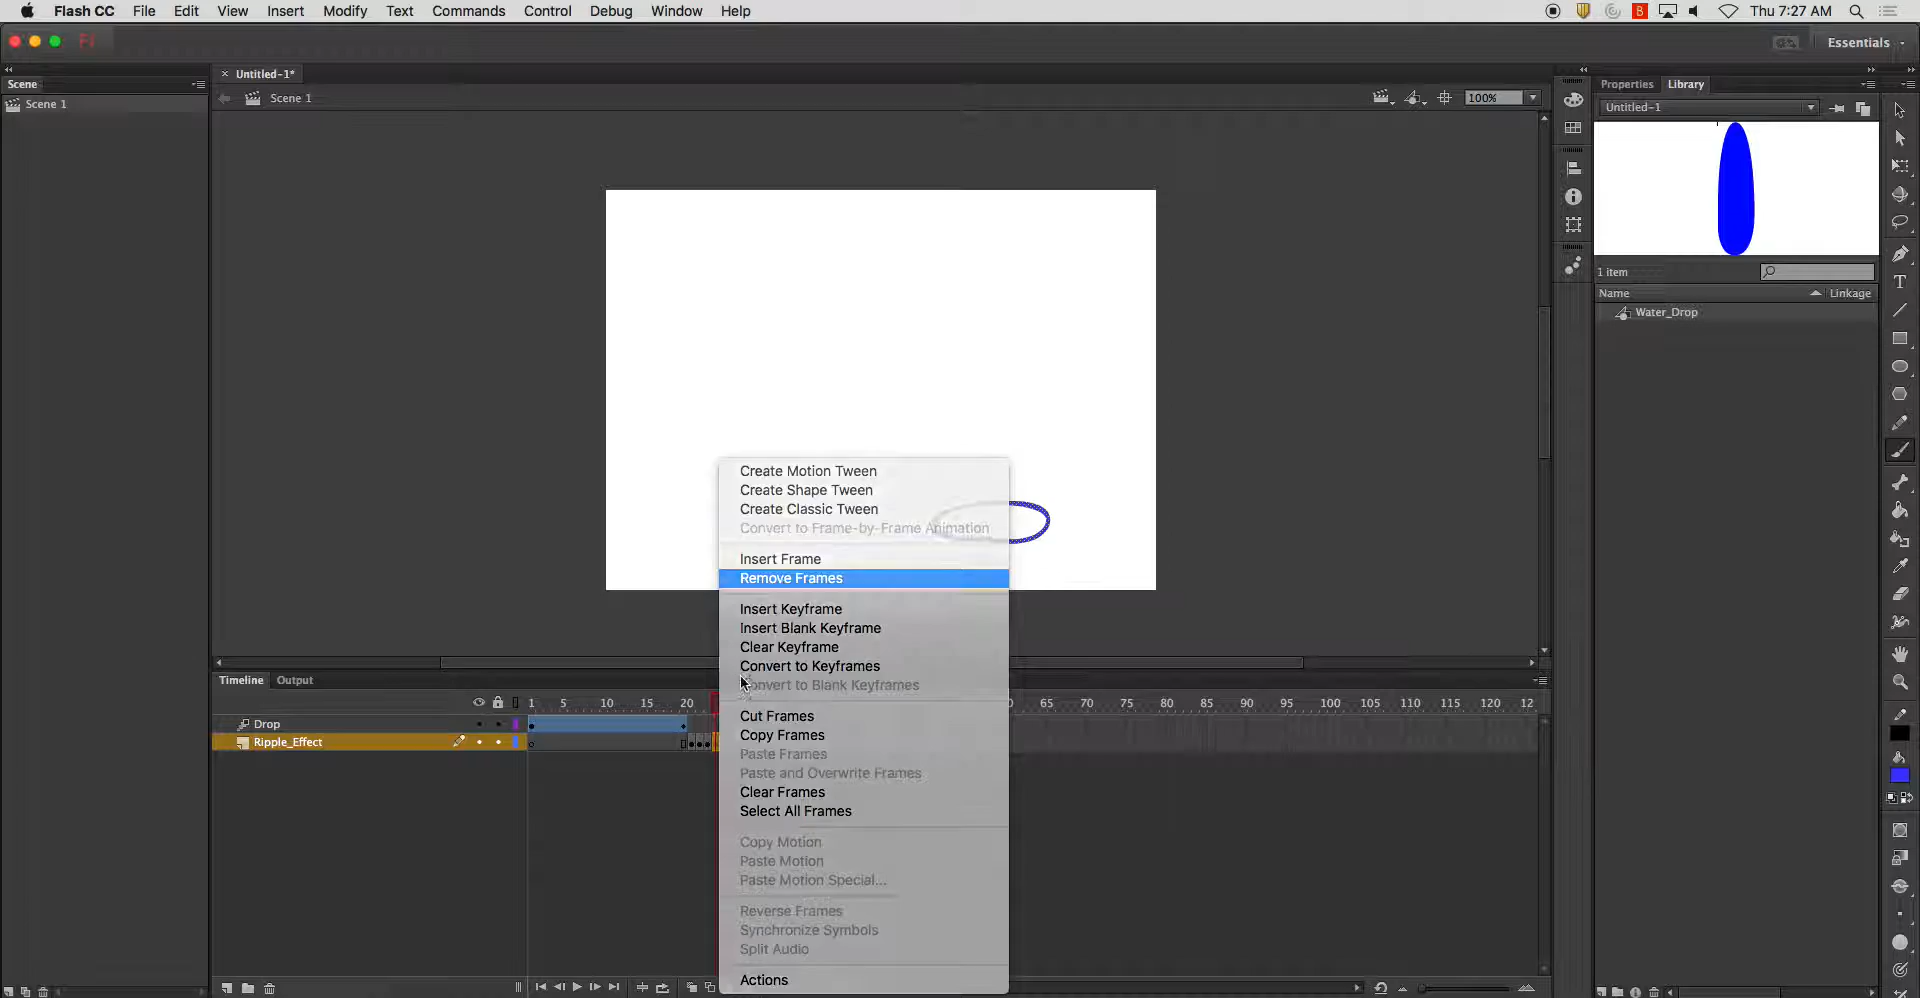 Flash CC File Edit View Insert Modify Text Commands Control Debug Window Help
B Thu 7:27 AM
Fl
Essentials
Scene
Scene 1
Untitled-1*
Scene 1
100%
Properties Library
Untitled-1
1 item
Name Linkage
Water_Drop
T
Create Motion Tween
Create Shape Tween
Create Classic Tween
Convert to Frame-by-Frame Animation
Insert Frame
Remove Frames
Insert Keyframe
Insert Blank Keyframe
Clear Keyframe
Convert to Keyframes
Convert to Blank Keyframes
Cut Frames
Copy Frames
Paste Frames
Paste and Overwrite Frames
Clear Frames
Select All Frames
Copy Motion
Paste Motion
Paste Motion Special...
Reverse Frames
Synchronize Symbols
Split Audio
Actions
Timeline Output
1 5 10 15 20 0 65 70 75 80 85 90 95 100 105 110 115 120 12
Drop
Ripple_Effect